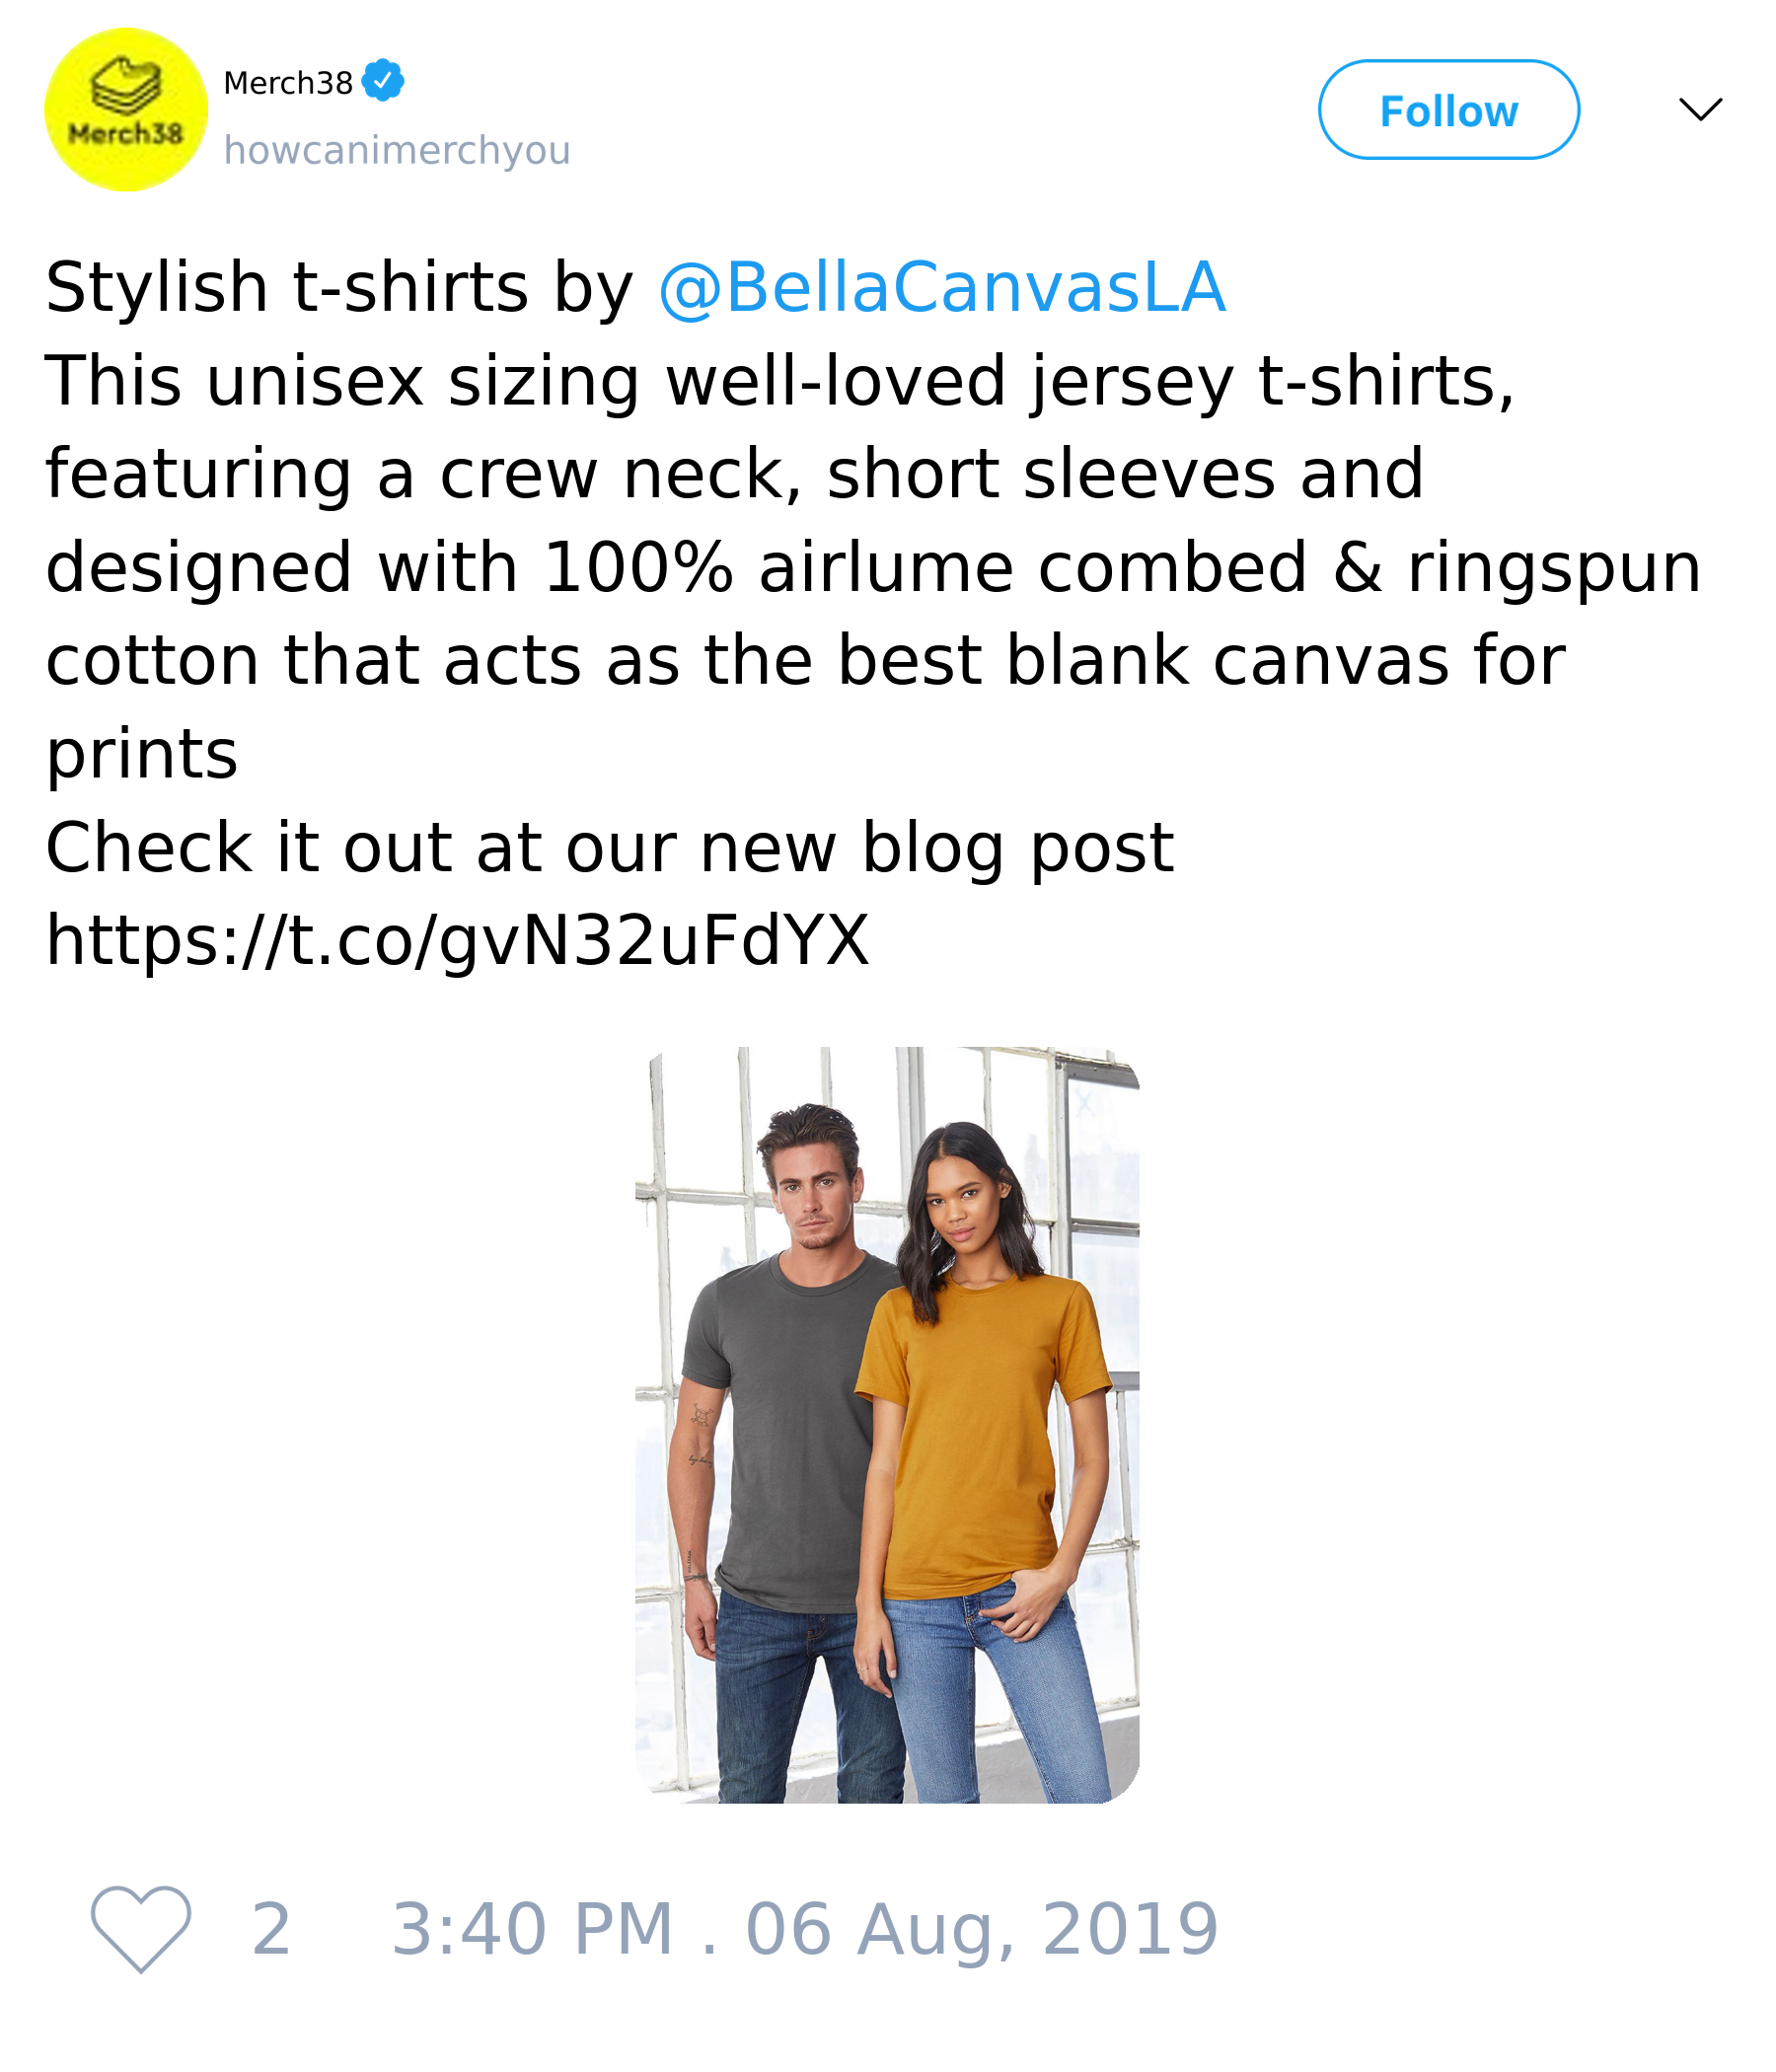 Merch38
Merch38
howcanimerchyou
Follow
Stylish t-shirts by @BellaCanvasLA
This unisex sizing well-loved jersey t-shirts,
featuring a crew neck, short sleeves and
designed with 100% airlume combed & ringspun
cotton that acts as the best blank canvas for
prints
Check it out at our new blog post
https://t.co/gvN32uFdYX
2 3:40 PM . 06 Aug, 2019